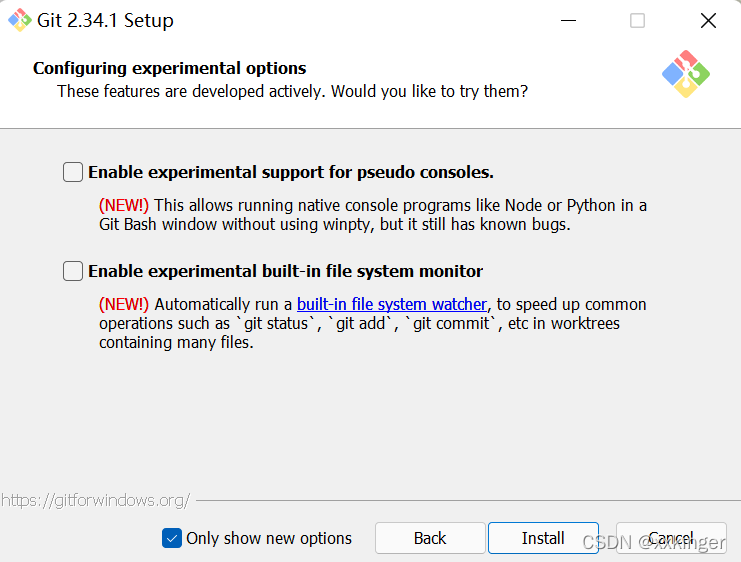 Git 2.34.1 Setup
Configuring experimental options
These features are developed actively. Would you like to try them?
Enable experimental support for pseudo consoles.
(NEW!) This allows running native console programs like Node or Python in a
Git Bash window without using winpty, but it still has known bugs.
Enable experimental built-in file system monitor
(NEW!) Automatically run a built-in file system watcher, to speed up common
operations such as `git status`, `git add`, `git commit`, etc in worktrees
containing many files.
https://gitforwindows.org/
Only show new options
Back
Install
Cancel
CSDN @xxkinger